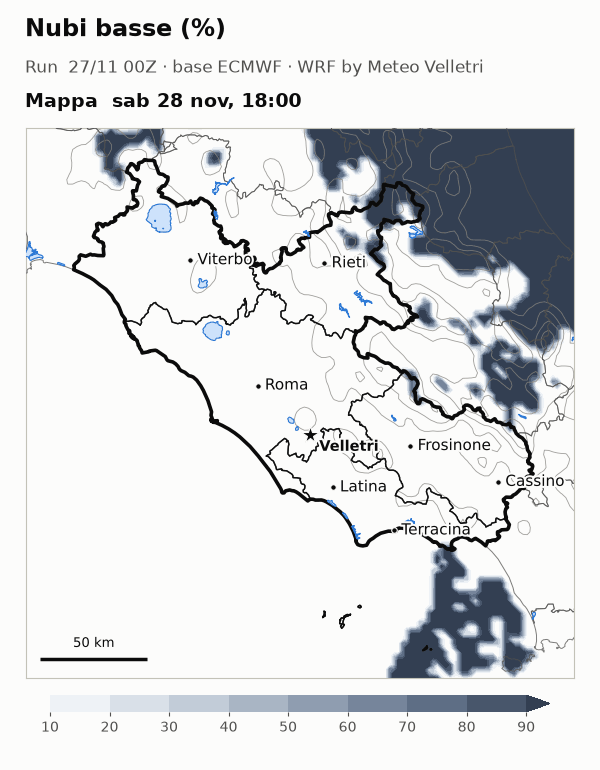 Nubi basse (%)
Run  27/11 00Z · base ECMWF · WRF by Meteo Velletri
Mappa  sab 28 nov, 18:00
Viterbo
Rieti
Roma
Velletri
Frosinone
Latina
Cassino
Terracina
50 km
10 20 30 40 50 60 70 80 90